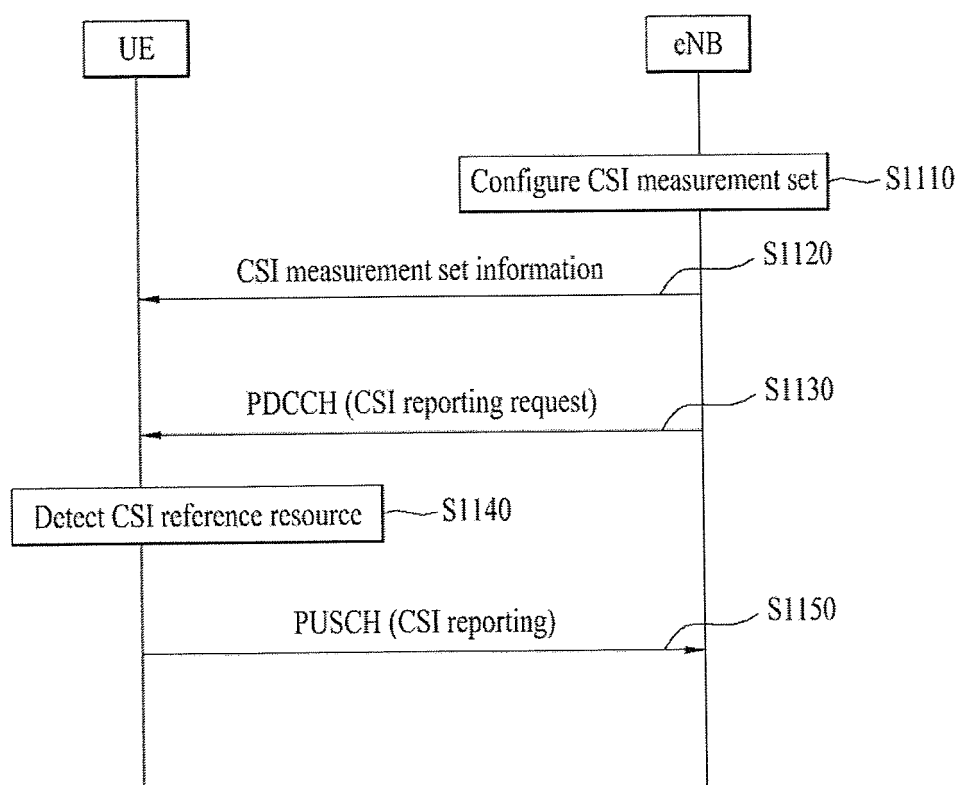 UE
eNB
Configure CSI measurement set
S1110
CSI measurement set information
S1120
PDCCH (CSI reporting request)
S1130
Detect CSI reference resource
S1140
PUSCH (CSI reporting)
S1150